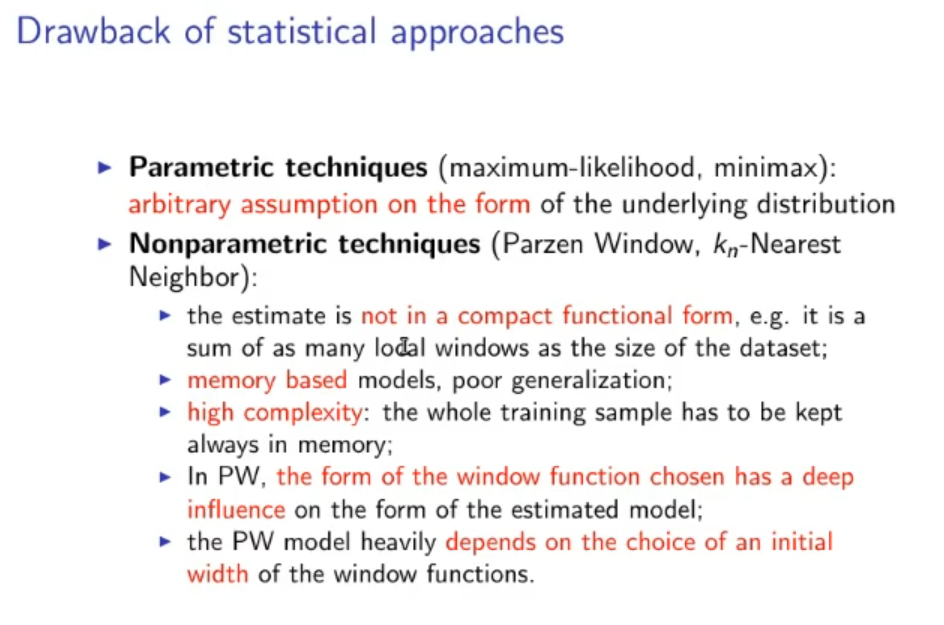 Drawback of statistical approaches
▶ Parametric techniques (maximum-likelihood, minimax):
arbitrary assumption on the form of the underlying distribution
▶ Nonparametric techniques (Parzen Window, kₙ-Nearest
Neighbor):
▶ the estimate is not in a compact functional form, e.g. it is a
sum of as many local windows as the size of the dataset;
▶ memory based models, poor generalization;
▶ high complexity: the whole training sample has to be kept
always in memory;
▶ In PW, the form of the window function chosen has a deep
influence on the form of the estimated model;
▶ the PW model heavily depends on the choice of an initial
width of the window functions.